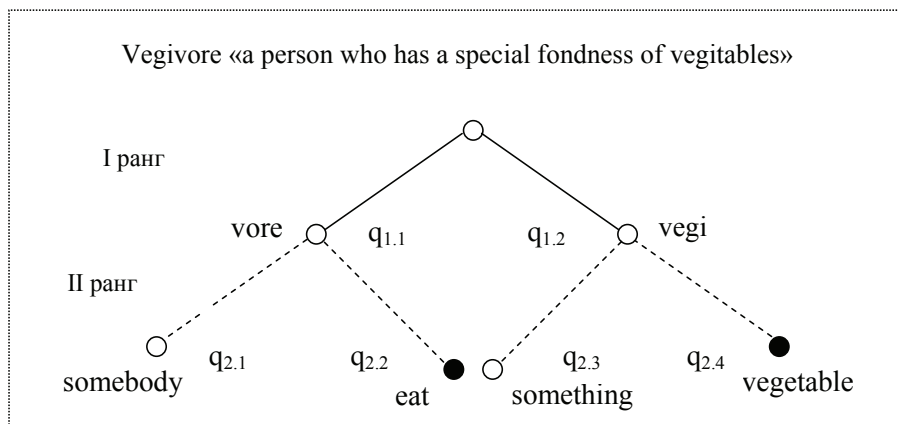 Vegivore «a person who has a special fondness of vegitables»
I ранг
vore q1.1 q1.2 vegi
II ранг
q2.1 q2.2 q2.3 q2.4
somebody eat something vegetable